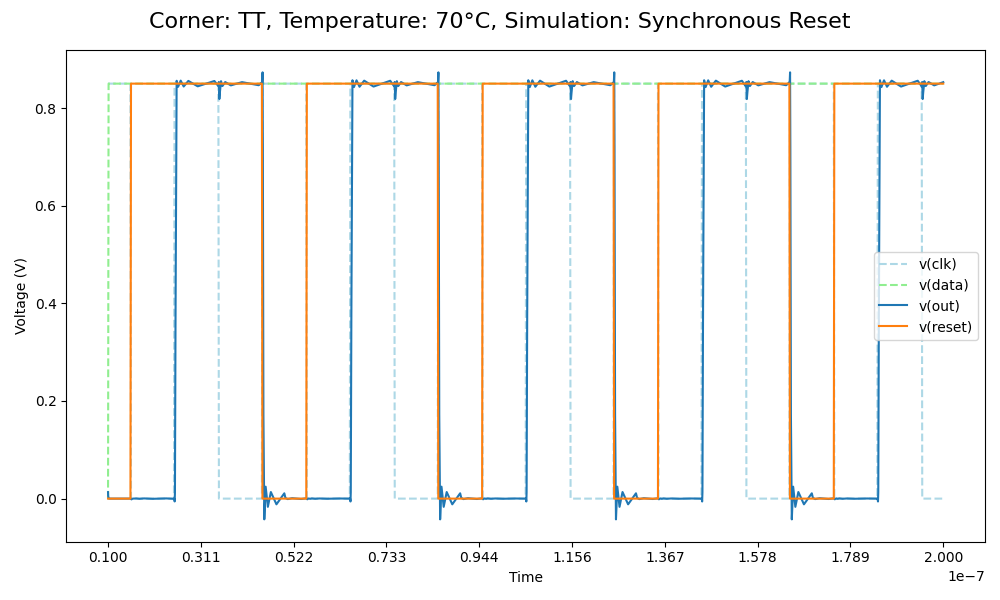 Corner: TT, Temperature: 70°C, Simulation: Synchronous Reset
Voltage (V)
0.8
0.6
0.4
0.2
0.0
v(clk)
v(data)
v(out)
v(reset)
0.100 0.311 0.522 0.733 0.944 1.156 1.367 1.578 1.789 2.000
1e−7
Time